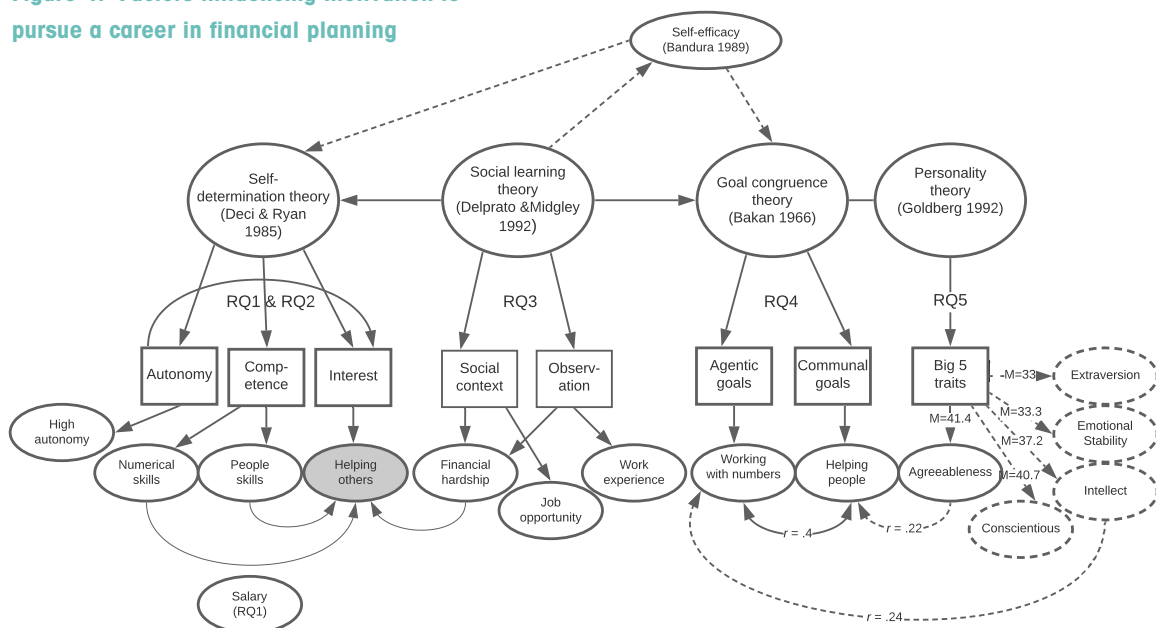 pursue a career in financial planning
Self-efficacy
(Bandura 1989)
Self-
determination theory
(Deci & Ryan
1985)
Social learning
theory
(Delprato &Midgley
1992)
Goal congruence
theory
(Bakan 1966)
Personality
theory
(Goldberg 1992)
RQ1 & RQ2
RQ3
RQ4
RQ5
Autonomy
Comp-
etence
Interest
Social
context
Observ-
ation
Agentic
goals
Communal
goals
Big 5
traits
M=33
Extraversion
M=33.3
M=41.4
Emotional
Stability
M=37.2
M=40.7
Intellect
Conscientious
High
autonomy
Numerical
skills
People
skills
Helping
others
Financial
hardship
Job
opportunity
Work
experience
Working
with numbers
Helping
people
Agreeableness
r = .4
r = .22
r = .24
Salary
(RQ1)